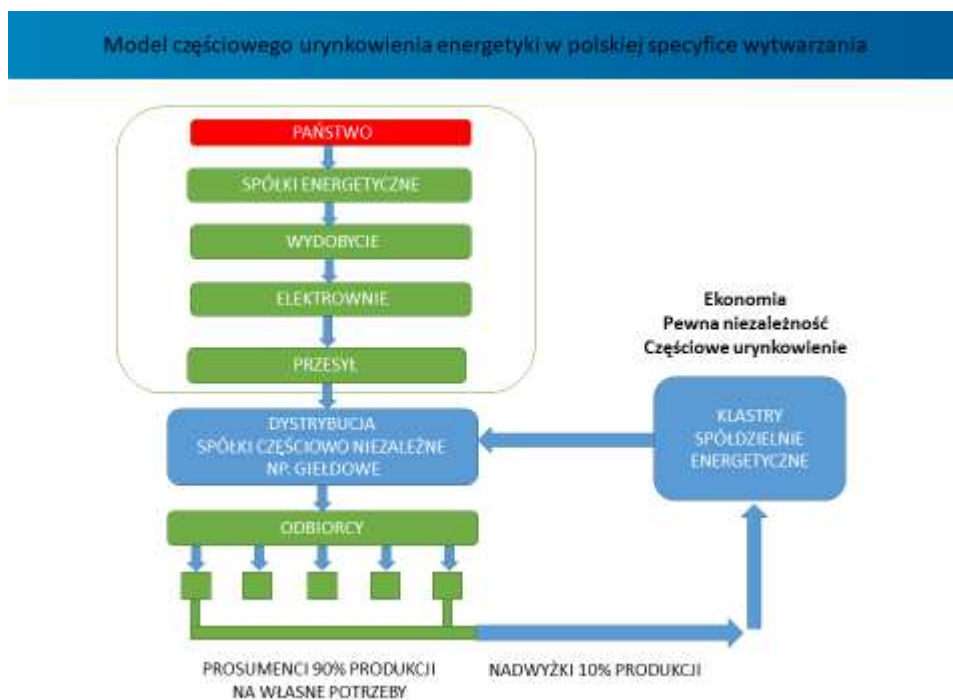 Model częściowego urynkowienia energetyki w polskiej specyfice wytwarzania
PAŃSTWO
SPÓŁKI ENERGETYCZNE
WYDOBYCIE
ELEKTROWNIE
PRZESYŁ
DYSTRYBUCJA
SPÓŁKI CZĘŚCIOWO NIEZALEŻNE
NP. GIEŁDOWE
ODBIORCY
Ekonomia
Pewna niezależność
Częściowe urynkowienie
KLASTRY
SPÓŁDZIELNIE
ENERGETYCZNE
PROSUMENCI 90% PRODUKCJI
NA WŁASNE POTRZEBY
NADWYŻKI 10% PRODUKCJI